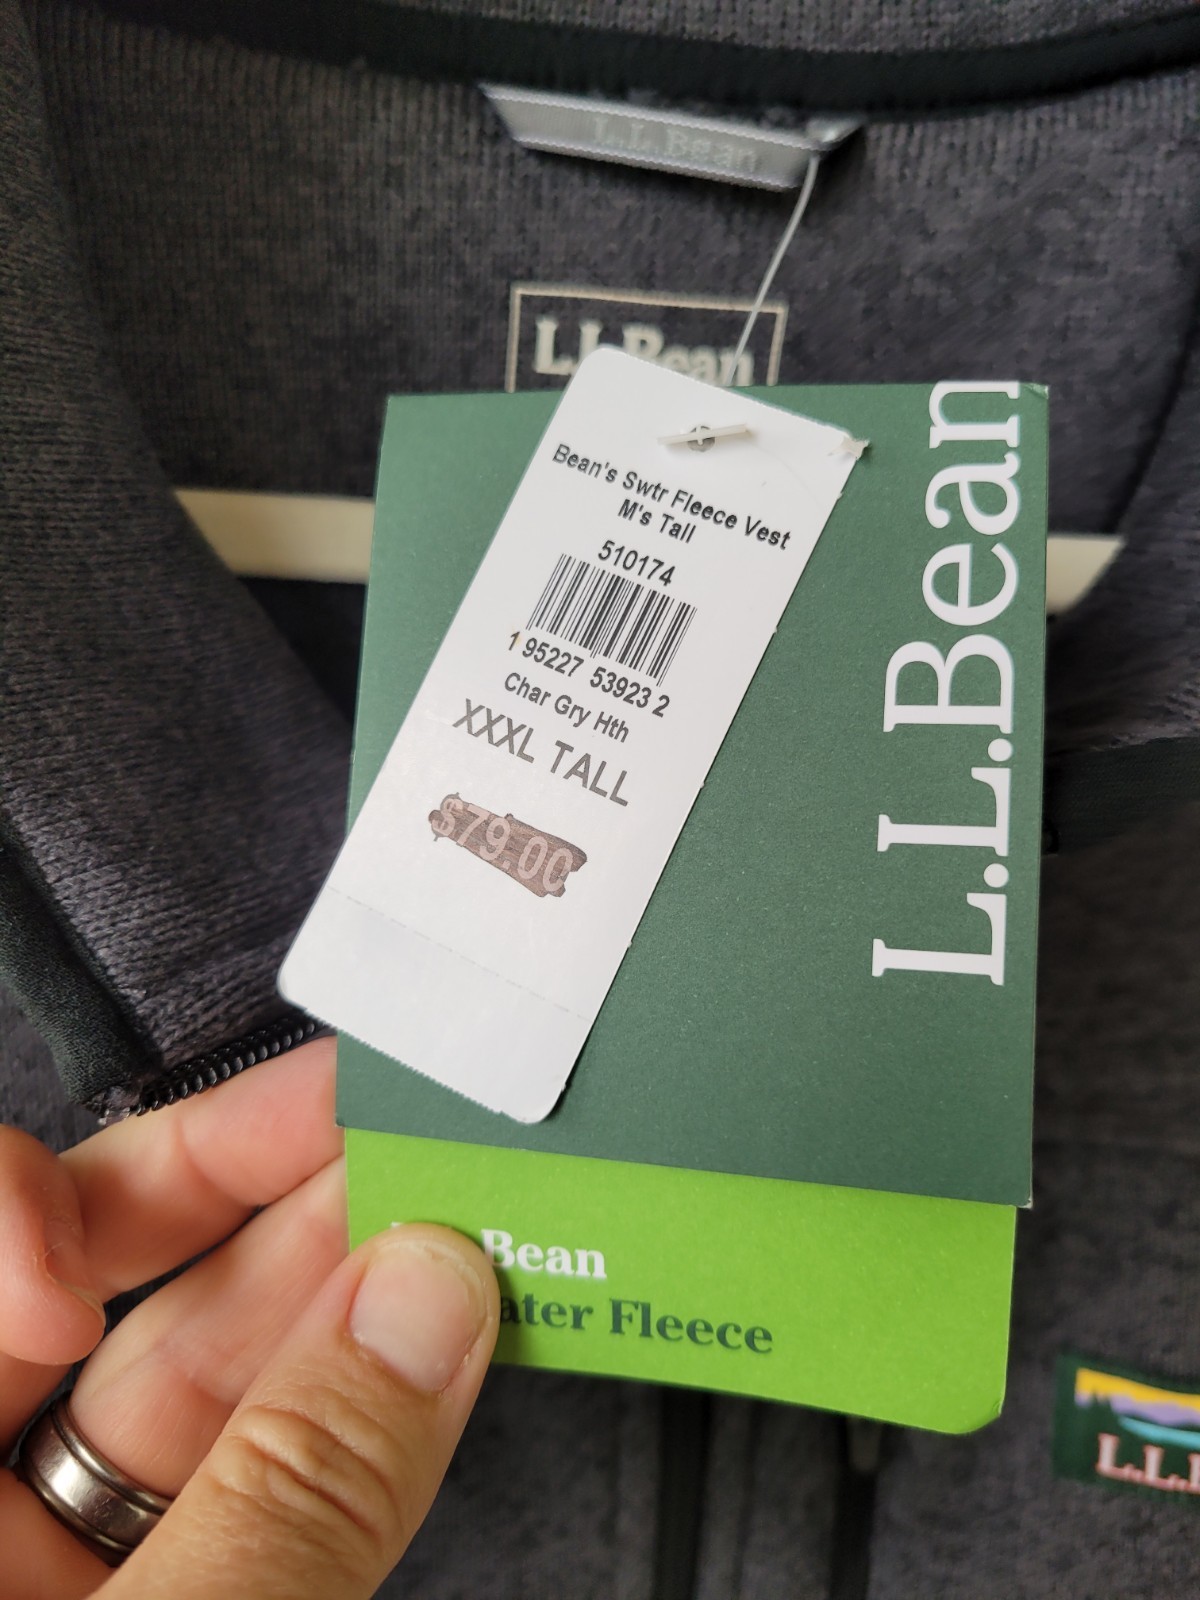 L.L.Bean
L.L.Bean
Bean's Swtr Fleece Vest
M's Tall
510174
1 95227 53923 2
Char Gry Hth
XXXL TALL
$79.00
L.L.Bean
Bean
Fleece
L.L.